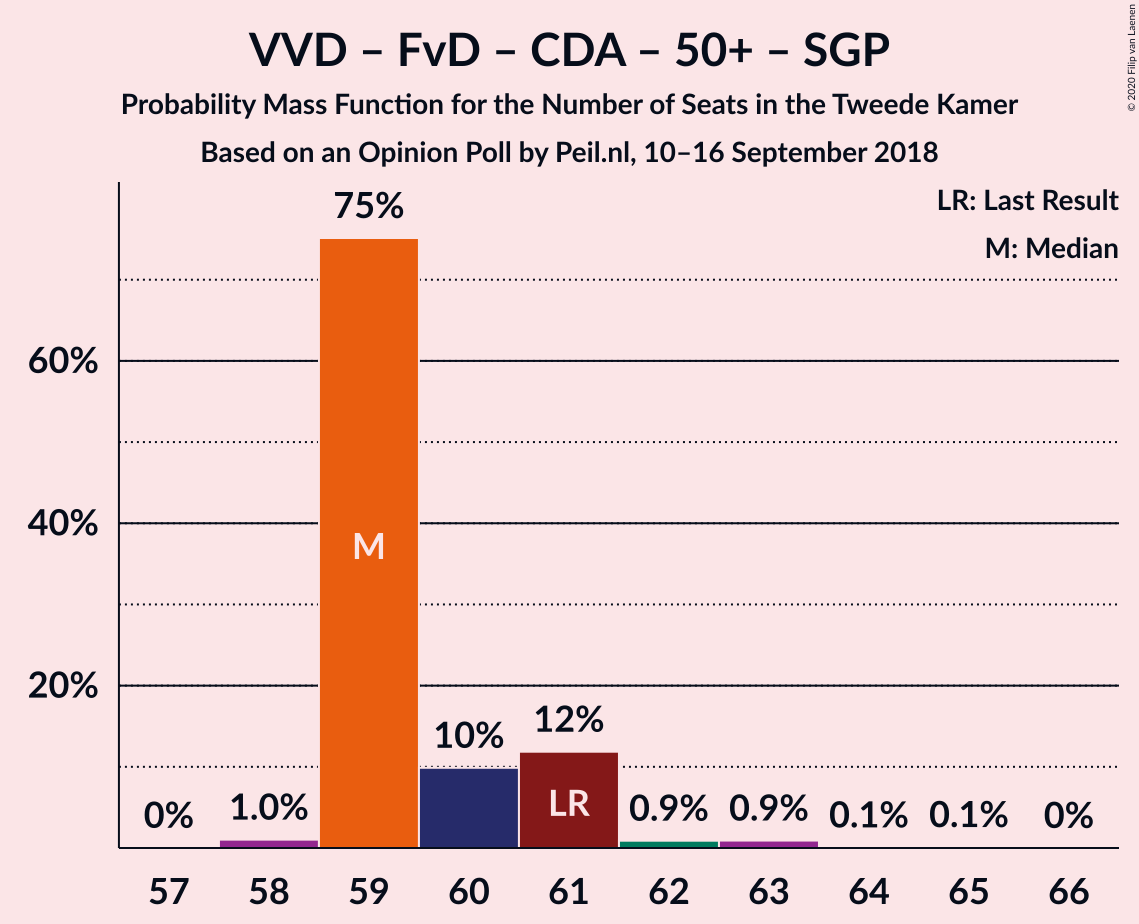 VVD – FvD – CDA – 50+ – SGP
Probability Mass Function for the Number of Seats in the Tweede Kamer
Based on an Opinion Poll by Peil.nl, 10–16 September 2018
© 2020 Filip van Laenen
LR: Last Result
M: Median
75%
60%
40%
20%
M
LR
0%
1.0%
10%
12%
0.9%
0.9%
0.1%
0.1%
0%
57 58 59 60 61 62 63 64 65 66